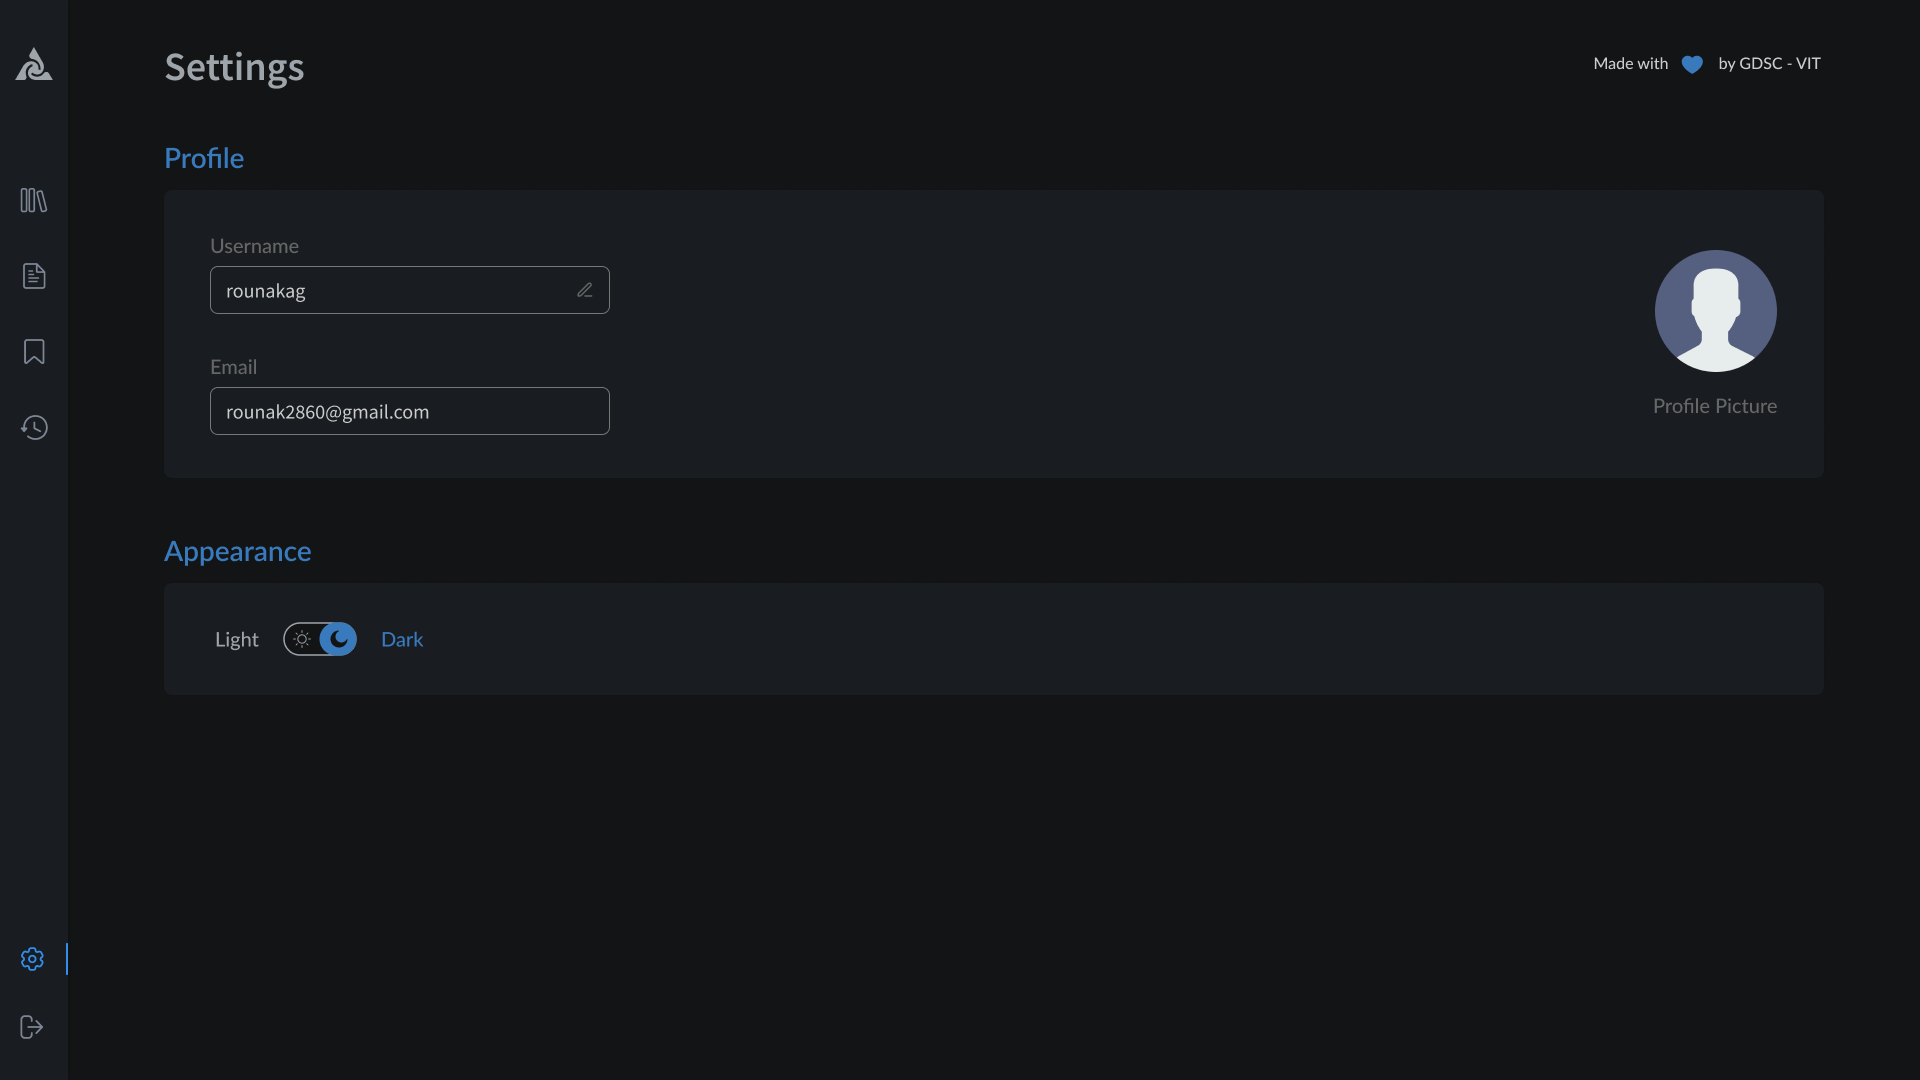 Settings
Made with by GDSC - VIT
Profile
Username
rounakag
Email
rounak2860@gmail.com
Profile Picture
Appearance
Light
Dark